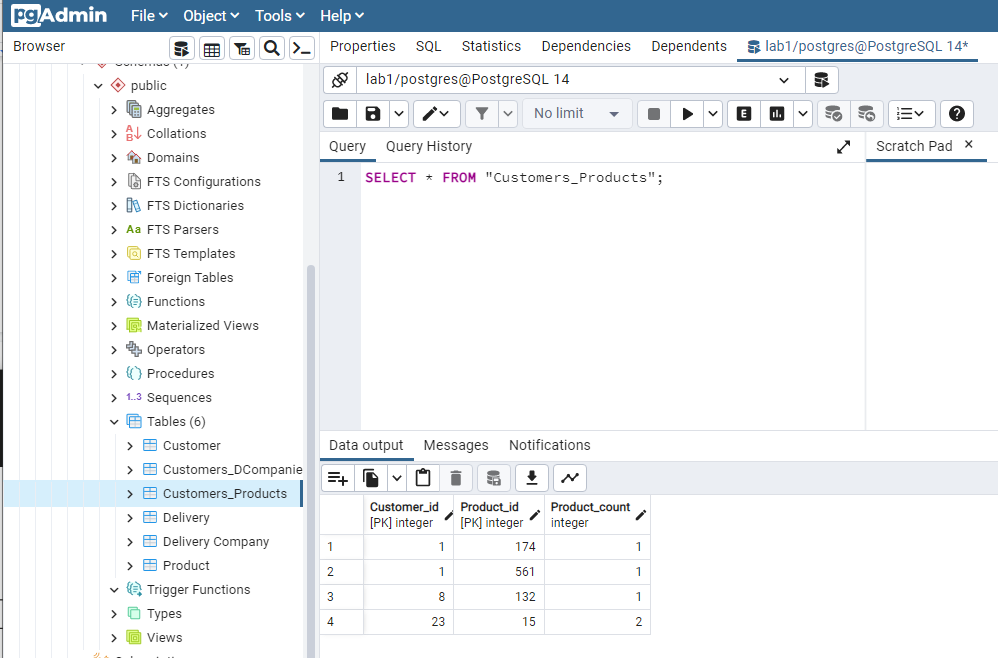 pgAdmin File Object Tools Help
Browser
Properties SQL Statistics Dependencies Dependents lab1/postgres@PostgreSQL 14*
public
Aggregates
Collations
Domains
FTS Configurations
FTS Dictionaries
Aa FTS Parsers
FTS Templates
Foreign Tables
Functions
Materialized Views
Operators
Procedures
1..3 Sequences
Tables (6)
Customer
Customers_DCompanie
Customers_Products
Delivery
Delivery Company
Product
Trigger Functions
Types
Views
lab1/postgres@PostgreSQL 14
No limit E
Query Query History Scratch Pad
1 SELECT * FROM "Customers_Products";
Data output Messages Notifications
Customer_id Product_id Product_count
[PK] integer [PK] integer integer
1 1 174 1
2 1 561 1
3 8 132 1
4 23 15 2